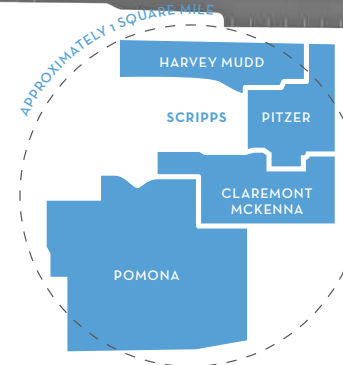 APPROXIMATELY 1 SQUARE MILE
HARVEY MUDD
SCRIPPS
PITZER
CLAREMONT
MCKENNA
POMONA